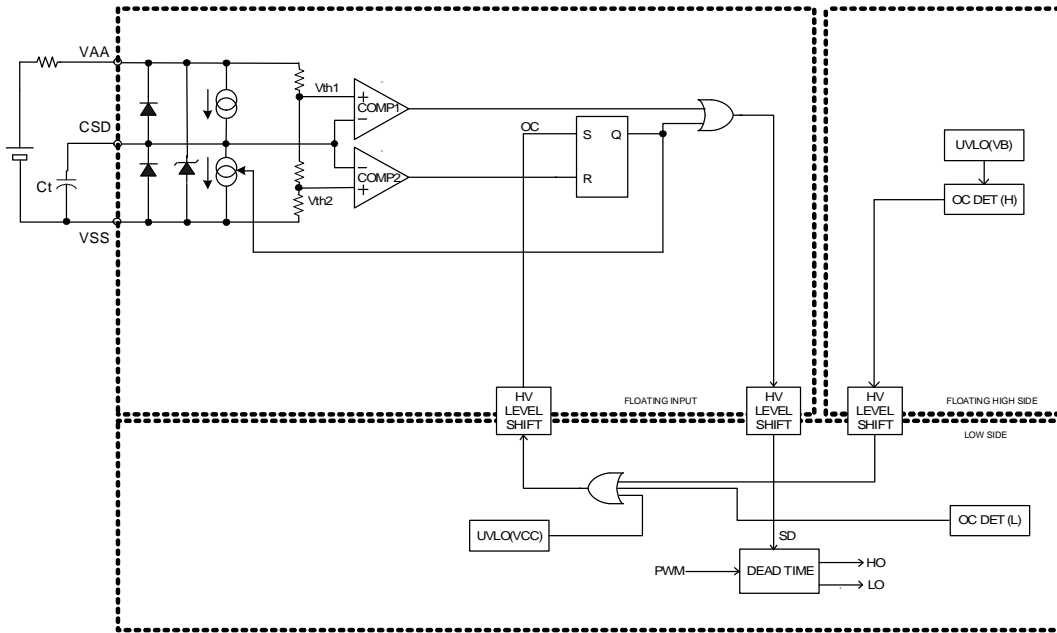 VAA
Vth1
COMP1
CSD
OC
S
Q
UVLO(VB)
Ct
COMP2
R
OC DET (H)
Vth2
VSS
HV
LEVEL
SHIFT
FLOATING INPUT
HV
LEVEL
SHIFT
HV
LEVEL
SHIFT
FLOATING HIGH SIDE
LOW SIDE
UVLO(VCC)
OC DET (L)
SD
PWM
DEAD TIME
HO
LO